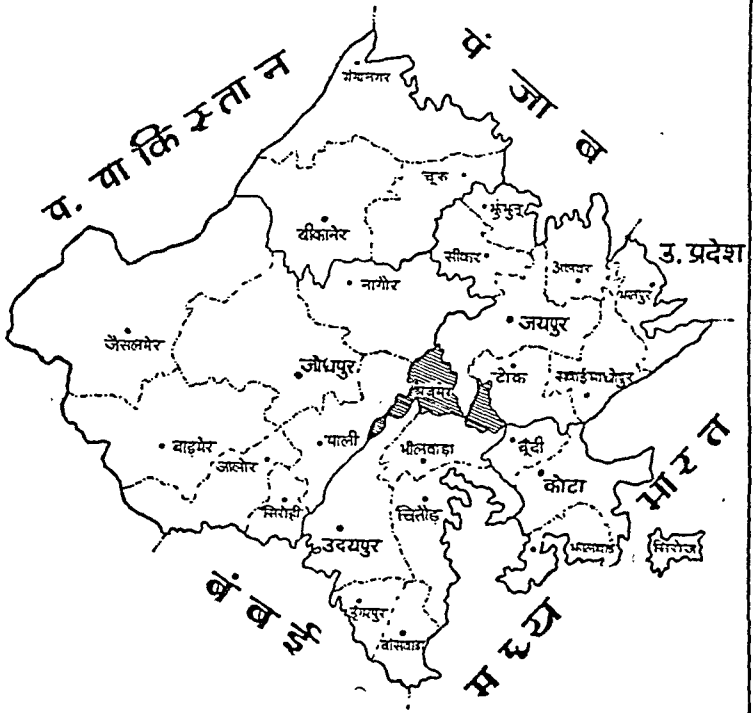 पं जा ब
प. पाकिस्तान
गंगानगर
चूरु
झुंझुनू
बीकानेर
सीकर
उ. प्रदेश
अलवर
नागौर
भरतपुर
जयपुर
जैसलमेर
जोधपुर
टोंक
सवाई माधोपुर
अजमेर
बाड़मेर
पाली
जालोर
भीलवाड़ा
बूंदी
कोटा
भारत
सिरोही
चितौड़
उदयपुर
झालावाड़
सिरोंज
बंबई
डूंगरपुर
बांसवाड़ा
मध्य